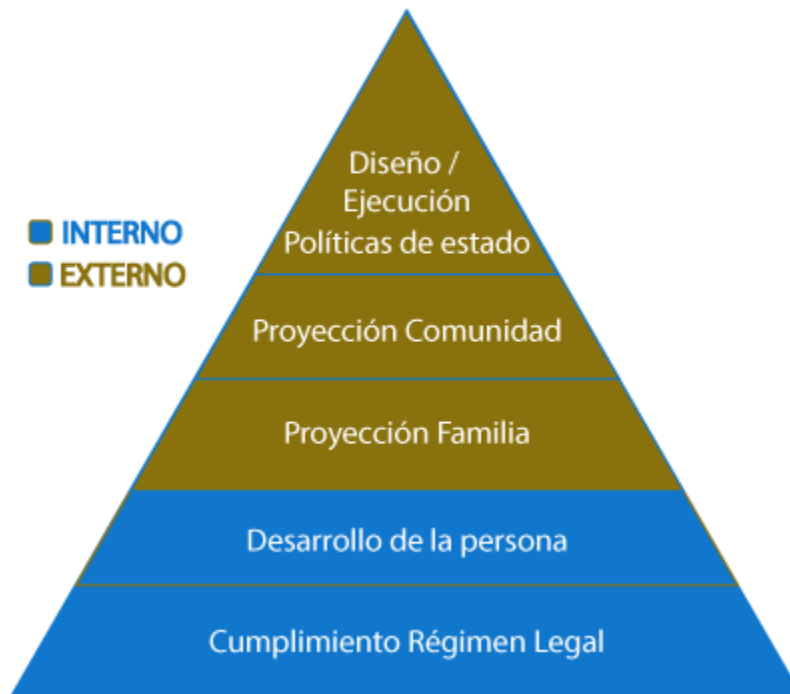 Diseño /
Ejecución
Políticas de estado
INTERNO
EXTERNO
Proyección Comunidad
Proyección Familia
Desarrollo de la persona
Cumplimiento Régimen Legal